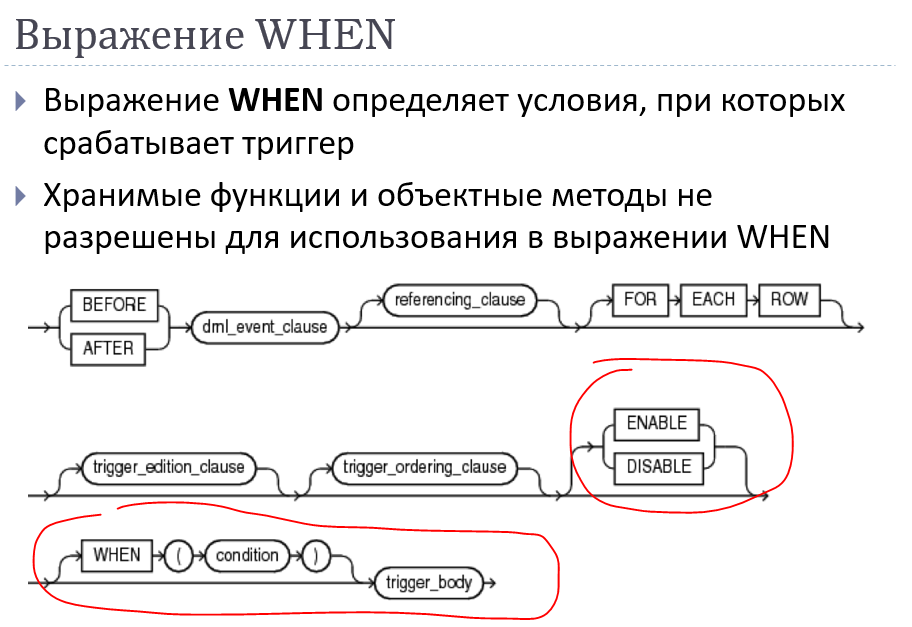 Выражение WHEN
Выражение WHEN определяет условия, при которых
срабатывает триггер
Хранимые функции и объектные методы не
разрешены для использования в выражении WHEN
BEFORE
AFTER
dml_event_clause
referencing_clause
FOR EACH ROW
trigger_edition_clause
trigger_ordering_clause
ENABLE
DISABLE
WHEN ( condition )
trigger_body